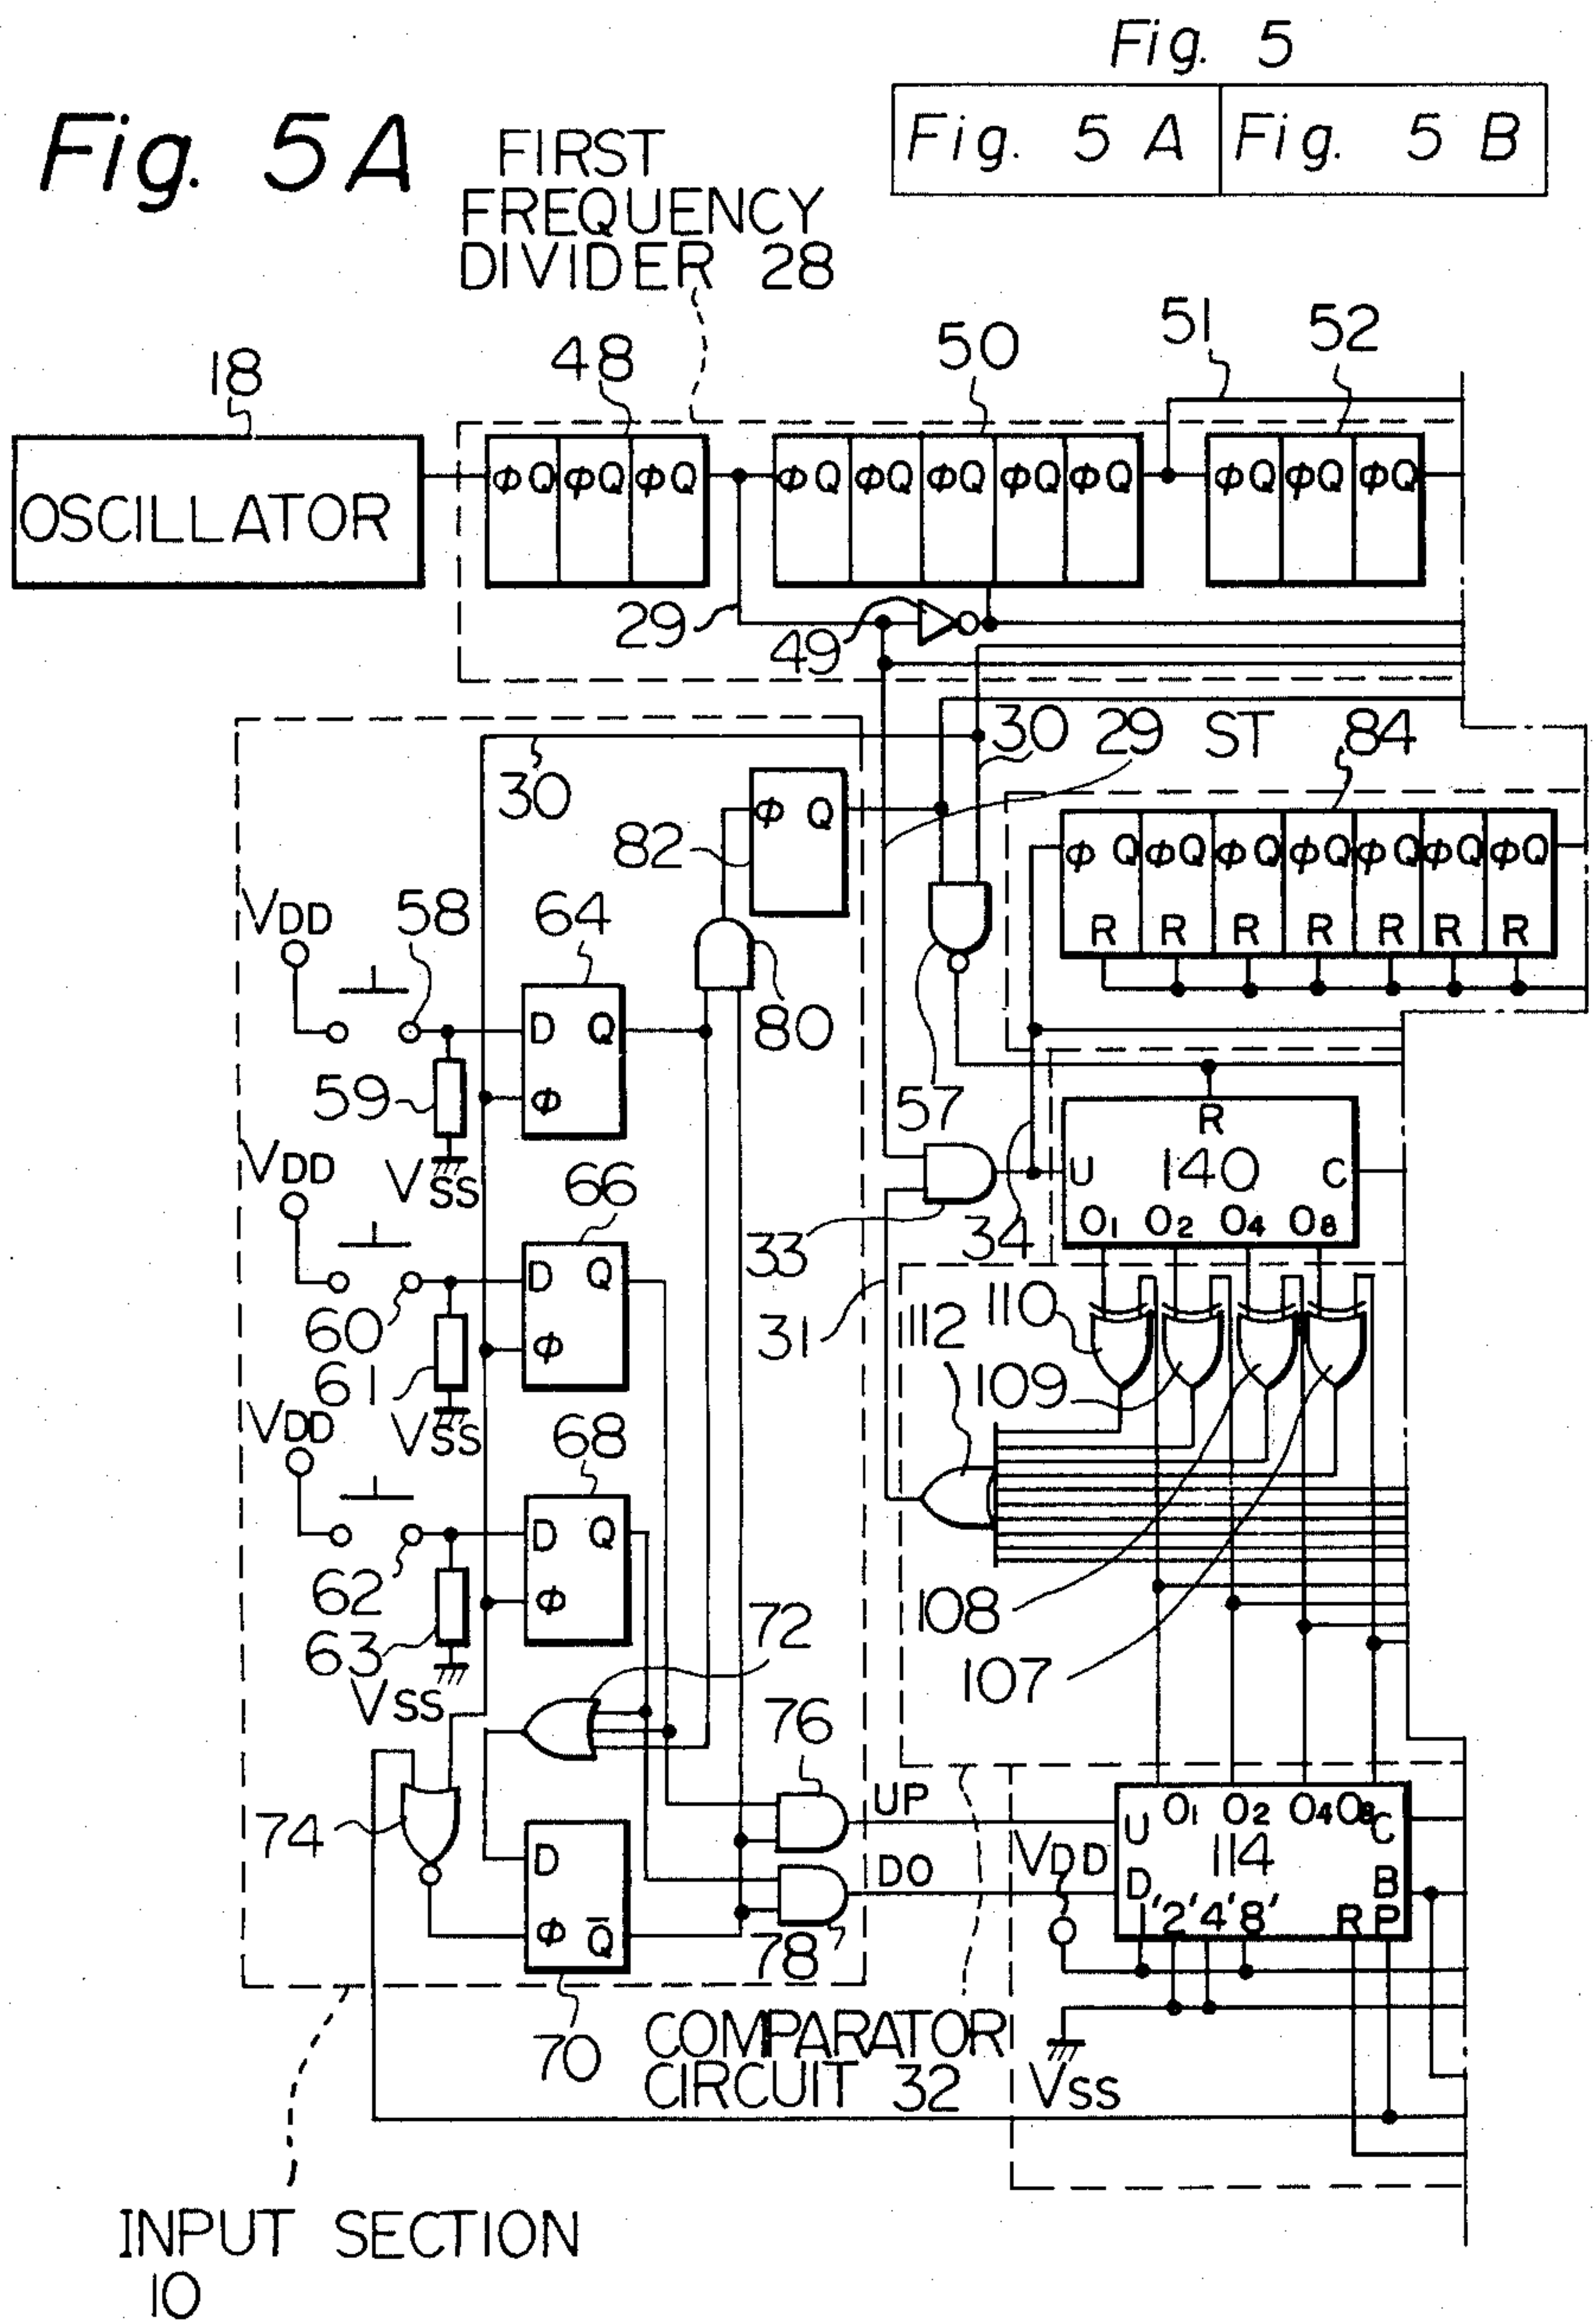 Fig. 5
Fig. 5 A Fig. 5 B
Fig. 5A
FIRST
FREQUENCY
DIVIDER 28
18
48
50
51
52
OSCILLATOR
ΦQ ΦQ ΦQ
ΦQ ΦQ ΦQ ΦQ ΦQ
ΦQ ΦQ ΦQ
29
49
30
30
29
ST
84
Φ Q
82
Φ Q ΦQ ΦQ ΦQ ΦQ ΦQ ΦQ
R R R R R R R
VDD
58
64
80
D Q
Φ
59
57
VSS
VDD
66
R
U 140 C
O1 O2 O4 O8
33
34
D Q
Φ
60
61
VSS
31
112
110
109
VDD
68
D Q
Φ
62
63
VSS
108
107
72
76
74
UP
DO
78
D
Φ Q̄
70
VDD
U O1 O2 O4 O8 C
114
D B
'2' '4' '8' R P
VSS
COMPARATOR
CIRCUIT 32
INPUT SECTION
10